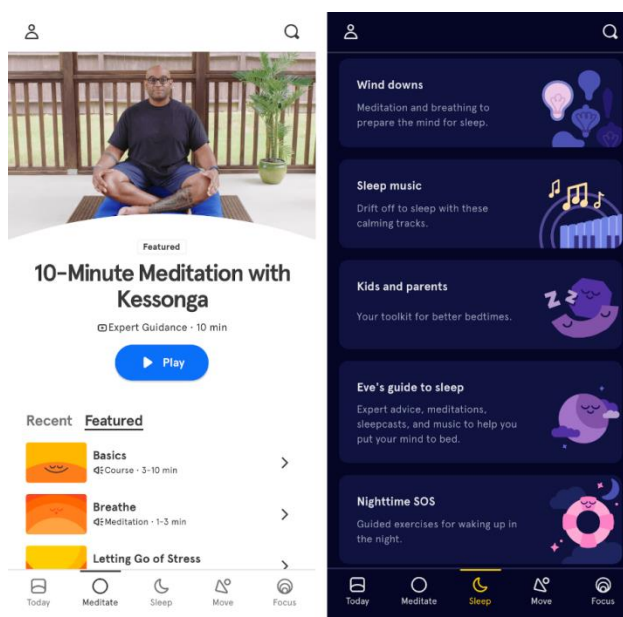 Featured
10-Minute Meditation with
Kessonga
Expert Guidance · 10 min
Play
Recent Featured
Basics
Course · 3-10 min
Breathe
Meditation · 1-3 min
Letting Go of Stress
Today Meditate Sleep Move Focus
Wind downs
Meditation and breathing to
prepare the mind for sleep.
Sleep music
Drift off to sleep with these
calming tracks.
Kids and parents
Your toolkit for better bedtimes.
Eve's guide to sleep
Expert advice, meditations,
sleepcasts, and music to help you
put your mind to bed.
Nighttime SOS
Guided exercises for waking up in
the night.
Today Meditate Sleep Move Focus